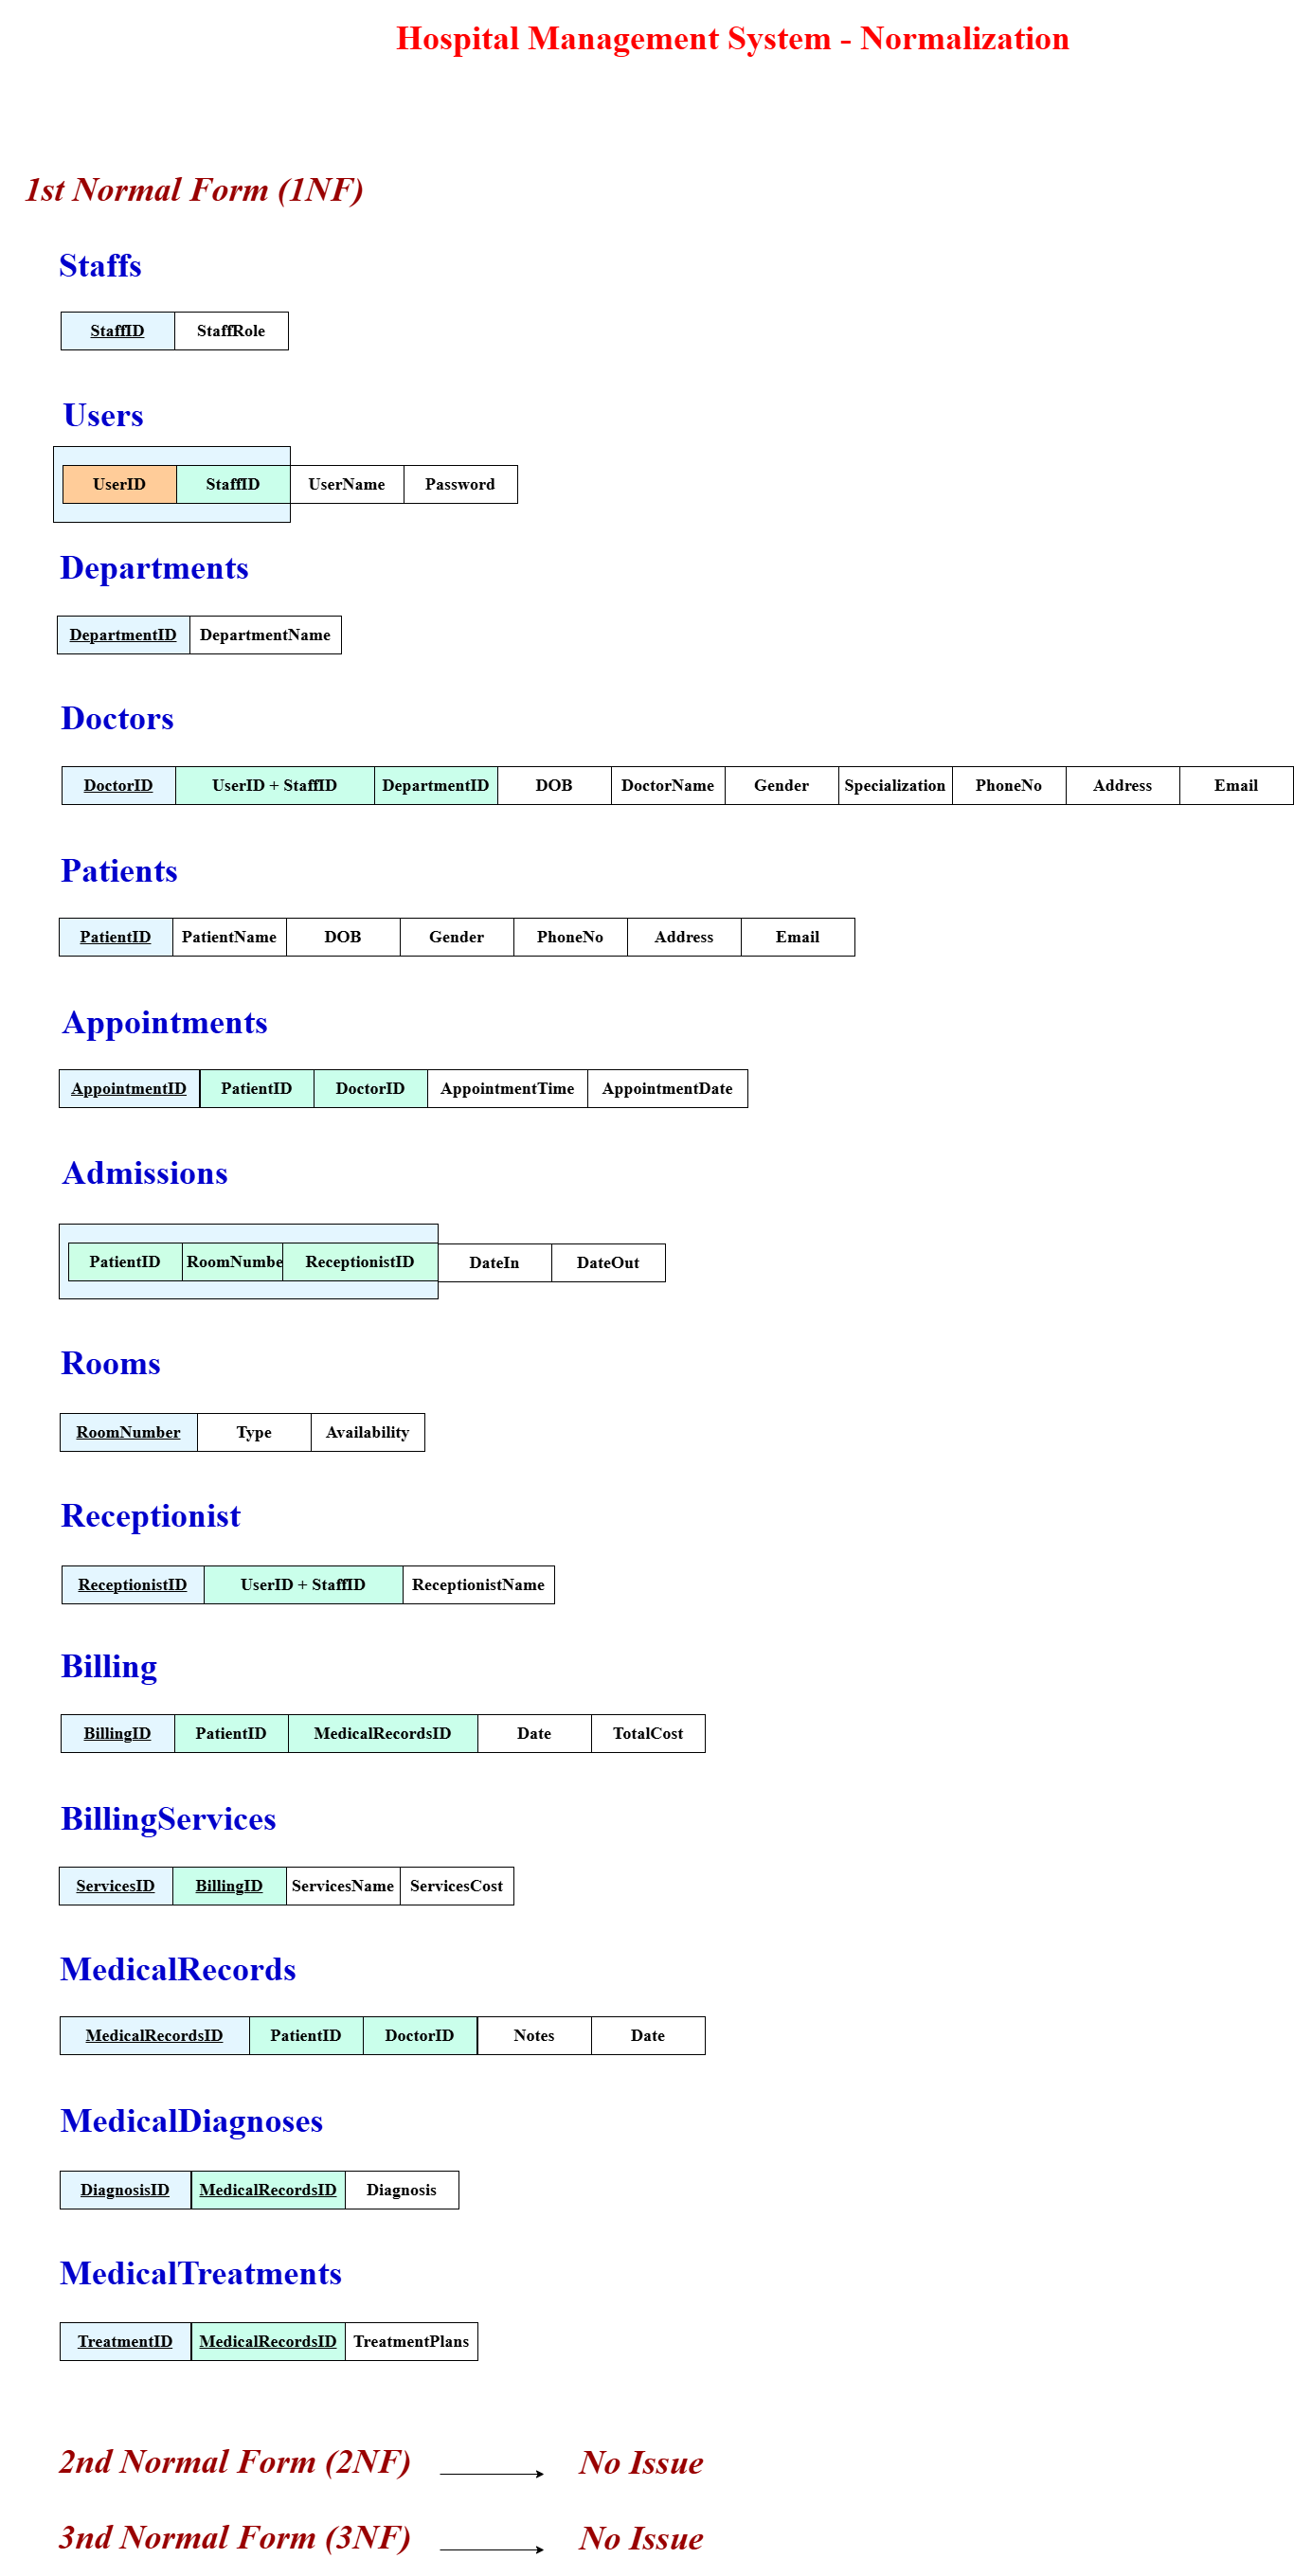 Hospital Management System - Normalization
1st Normal Form (1NF)
Staffs
StaffID StaffRole
Users
UserID StaffID UserName Password
Departments
DepartmentID DepartmentName
Doctors
DoctorID UserID + StaffID DepartmentID DOB DoctorName Gender Specialization PhoneNo Address Email
Patients
PatientID PatientName DOB Gender PhoneNo Address Email
Appointments
AppointmentID PatientID DoctorID AppointmentTime AppointmentDate
Admissions
PatientID RoomNumbe ReceptionistID DateIn DateOut
Rooms
RoomNumber Type Availability
Receptionist
ReceptionistID UserID + StaffID ReceptionistName
Billing
BillingID PatientID MedicalRecordsID Date TotalCost
BillingServices
ServicesID BillingID ServicesName ServicesCost
MedicalRecords
MedicalRecordsID PatientID DoctorID Notes Date
MedicalDiagnoses
DiagnosisID MedicalRecordsID Diagnosis
MedicalTreatments
TreatmentID MedicalRecordsID TreatmentPlans
2nd Normal Form (2NF) No Issue
3nd Normal Form (3NF) No Issue